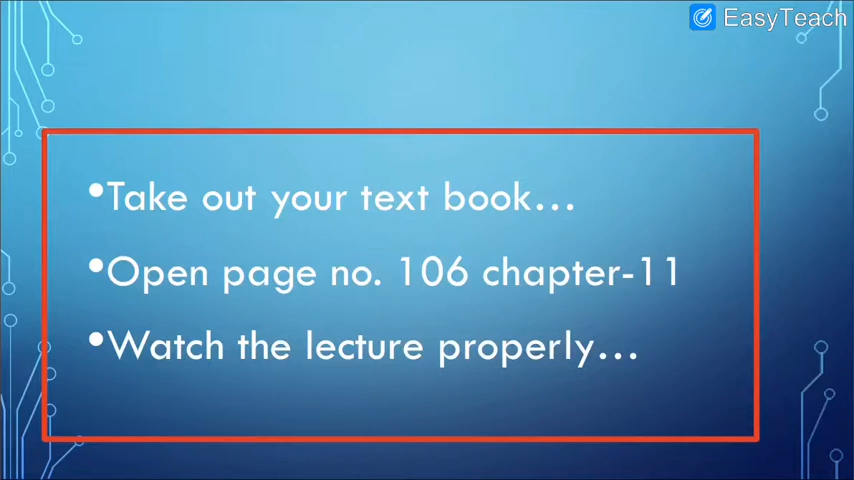 EasyTeach
•Take out your text book...
•Open page no. 106 chapter-11
•Watch the lecture properly...